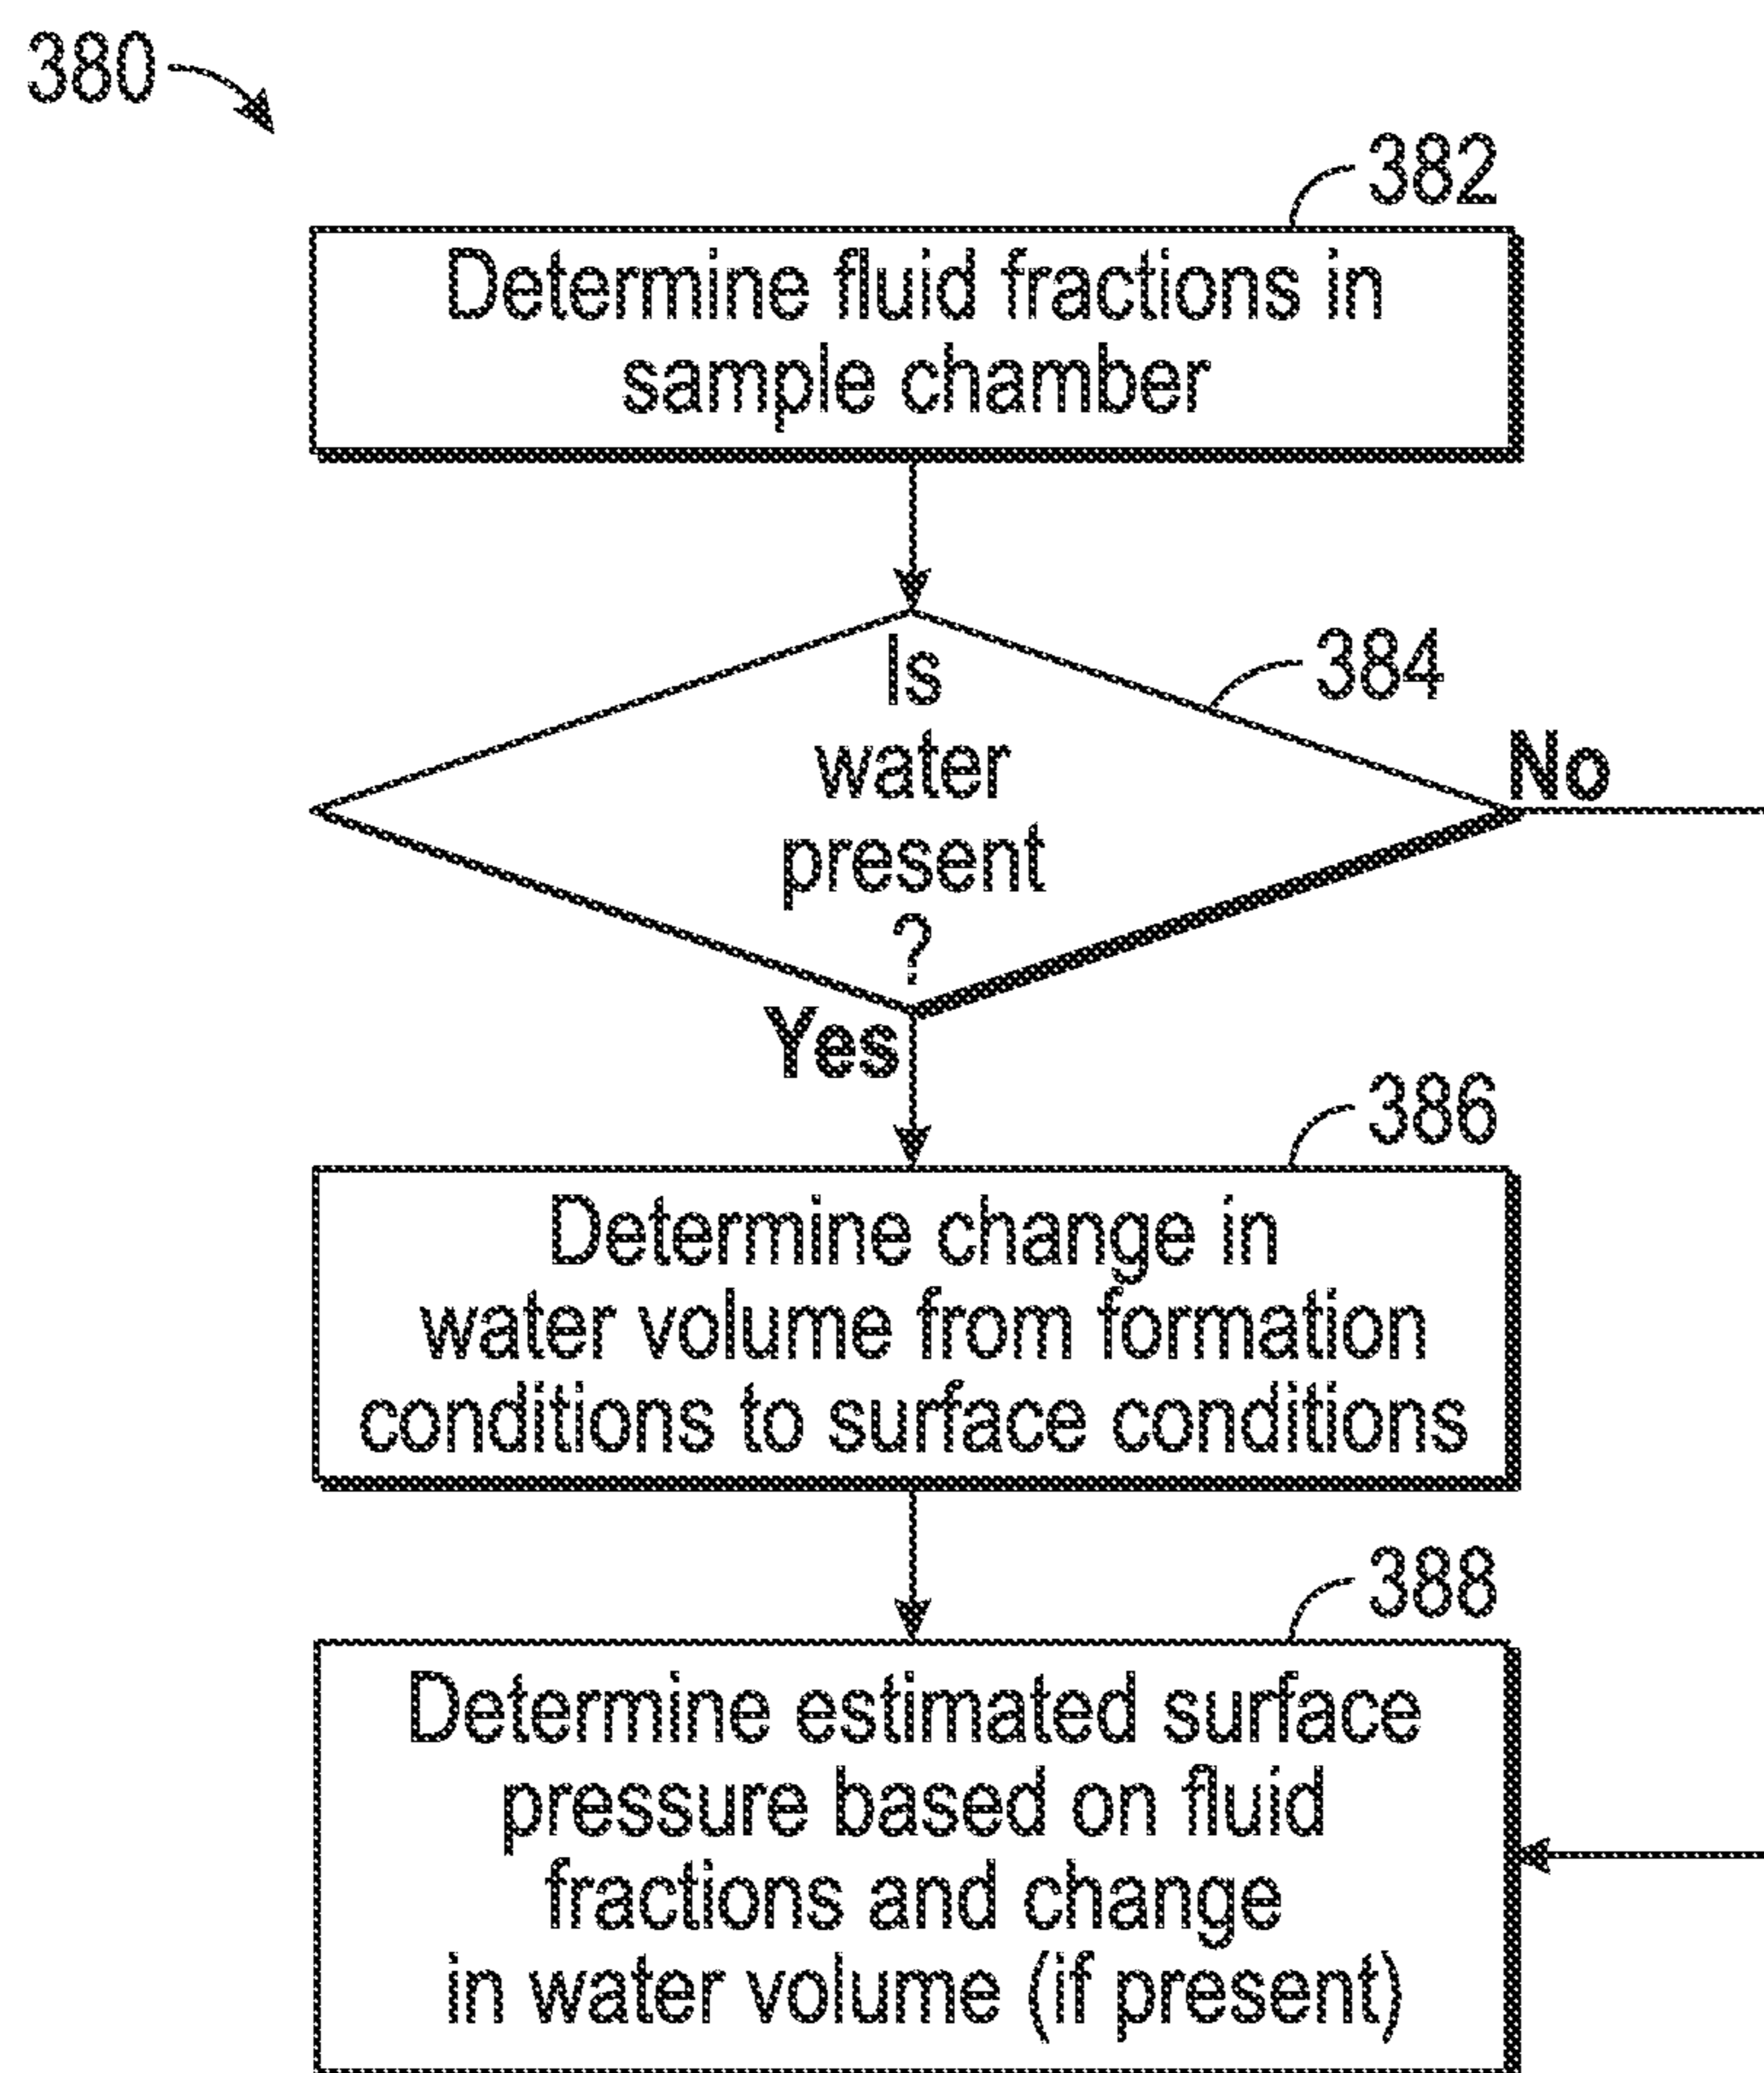 380
382
Determine fluid fractions in
sample chamber
384
Is
water
present
?
No
Yes
386
Determine change in
water volume from formation
conditions to surface conditions
388
Determine estimated surface
pressure based on fluid
fractions and change
in water volume (if present)